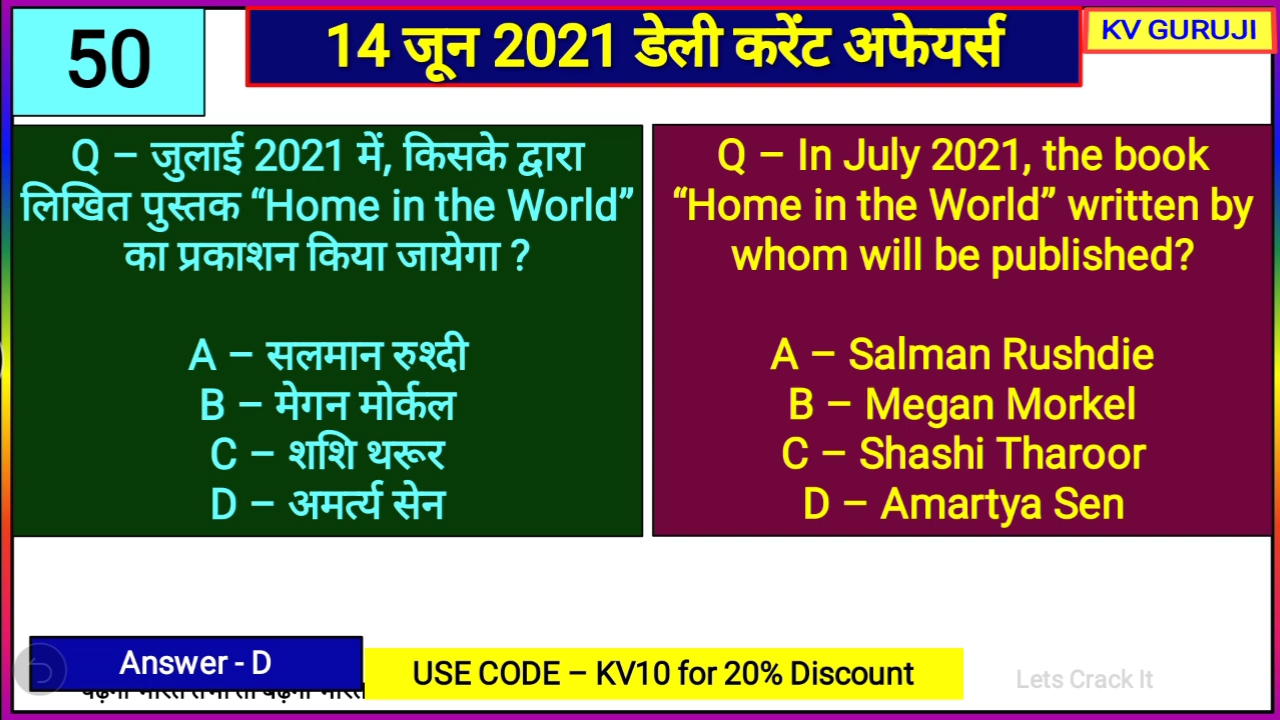 50
14 जून 2021 डेली करेंट अफेयर्स
KV GURUJI
Q – जुलाई 2021 में, किसके द्वारा
लिखित पुस्तक “Home in the World”
का प्रकाशन किया जायेगा ?
A – सलमान रुश्दी
B – मेगन मोर्कल
C – शशि थरूर
D – अमर्त्य सेन
Q – In July 2021, the book
“Home in the World” written by
whom will be published?
A – Salman Rushdie
B – Megan Morkel
C – Shashi Tharoor
D – Amartya Sen
Answer - D
USE CODE – KV10 for 20% Discount
Lets Crack It